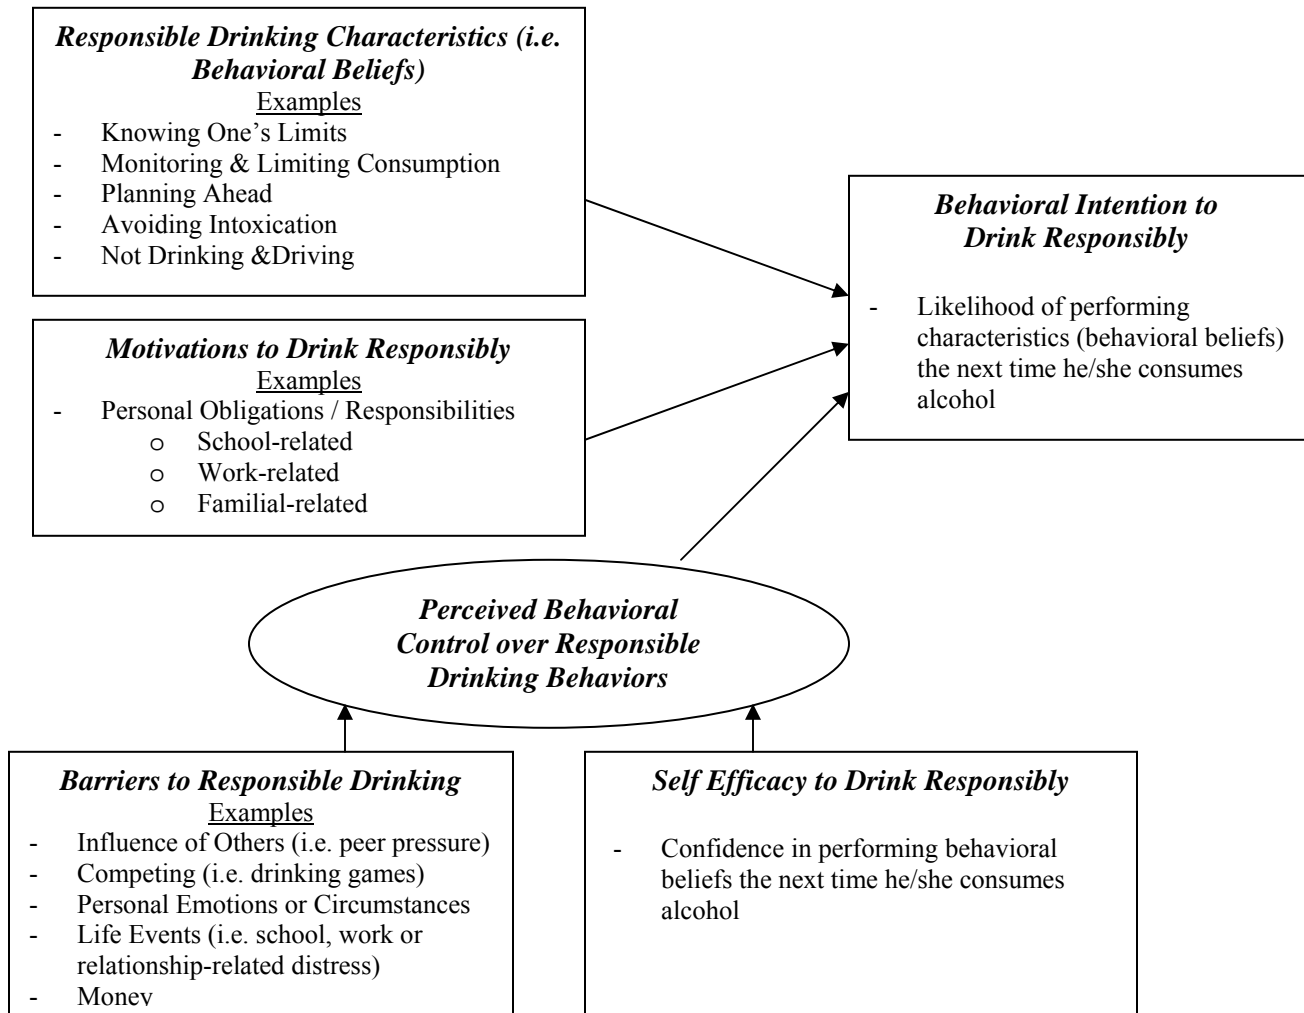 Responsible Drinking Characteristics (i.e.
Behavioral Beliefs)
Examples
- Knowing One’s Limits
- Monitoring & Limiting Consumption
- Planning Ahead
- Avoiding Intoxication
- Not Drinking &Driving
Motivations to Drink Responsibly
Examples
- Personal Obligations / Responsibilities
o School-related
o Work-related
o Familial-related
Behavioral Intention to
Drink Responsibly
- Likelihood of performing
characteristics (behavioral beliefs)
the next time he/she consumes
alcohol
Perceived Behavioral
Control over Responsible
Drinking Behaviors
Barriers to Responsible Drinking
Examples
- Influence of Others (i.e. peer pressure)
- Competing (i.e. drinking games)
- Personal Emotions or Circumstances
- Life Events (i.e. school, work or
relationship-related distress)
- Money
Self Efficacy to Drink Responsibly
- Confidence in performing behavioral
beliefs the next time he/she consumes
alcohol